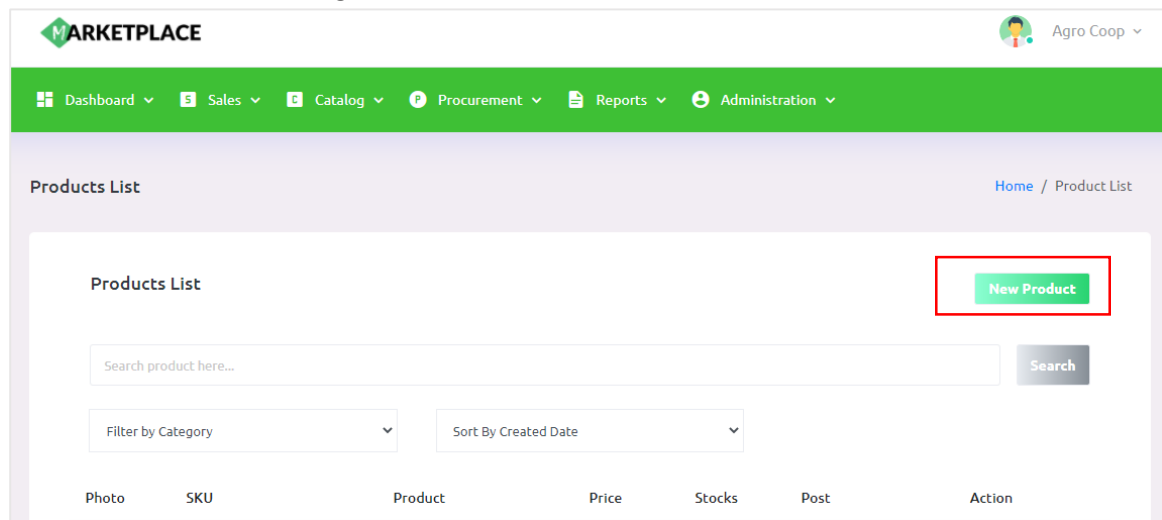 MARKETPLACE Agro Coop
Dashboard S Sales C Catalog P Procurement Reports Administration
Products List Home / Product List
Products List New Product
Search product here... Search
Filter by Category Sort By Created Date
Photo SKU Product Price Stocks Post Action